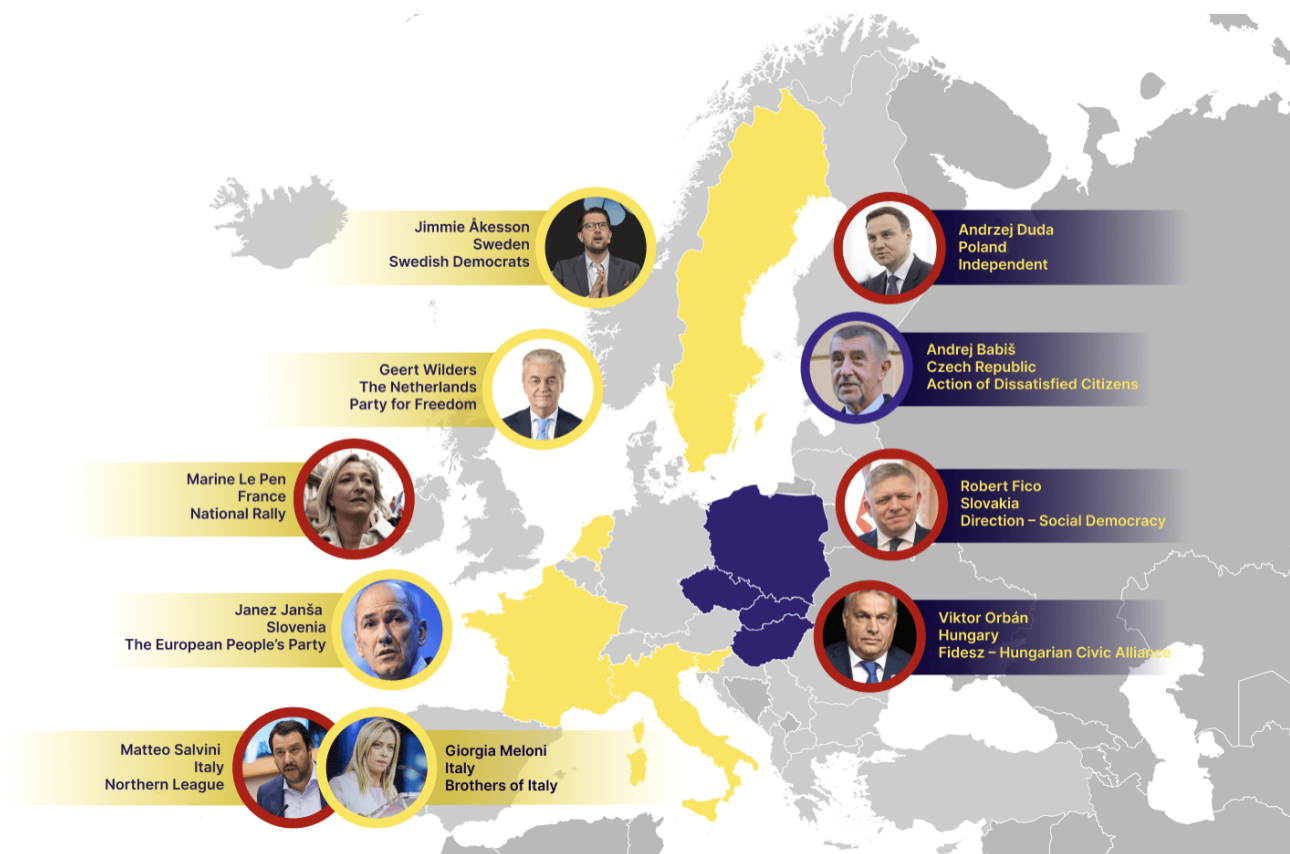 Jimmie Åkesson
Sweden
Swedish Democrats
Andrzej Duda
Poland
Independent
Geert Wilders
The Netherlands
Party for Freedom
Andrej Babiš
Czech Republic
Action of Dissatisfied Citizens
Marine Le Pen
France
National Rally
Robert Fico
Slovakia
Direction – Social Democracy
Janez Janša
Slovenia
The European People's Party
Viktor Orbán
Hungary
Fidesz – Hungarian Civic Alliance
Matteo Salvini
Italy
Northern League
Giorgia Meloni
Italy
Brothers of Italy